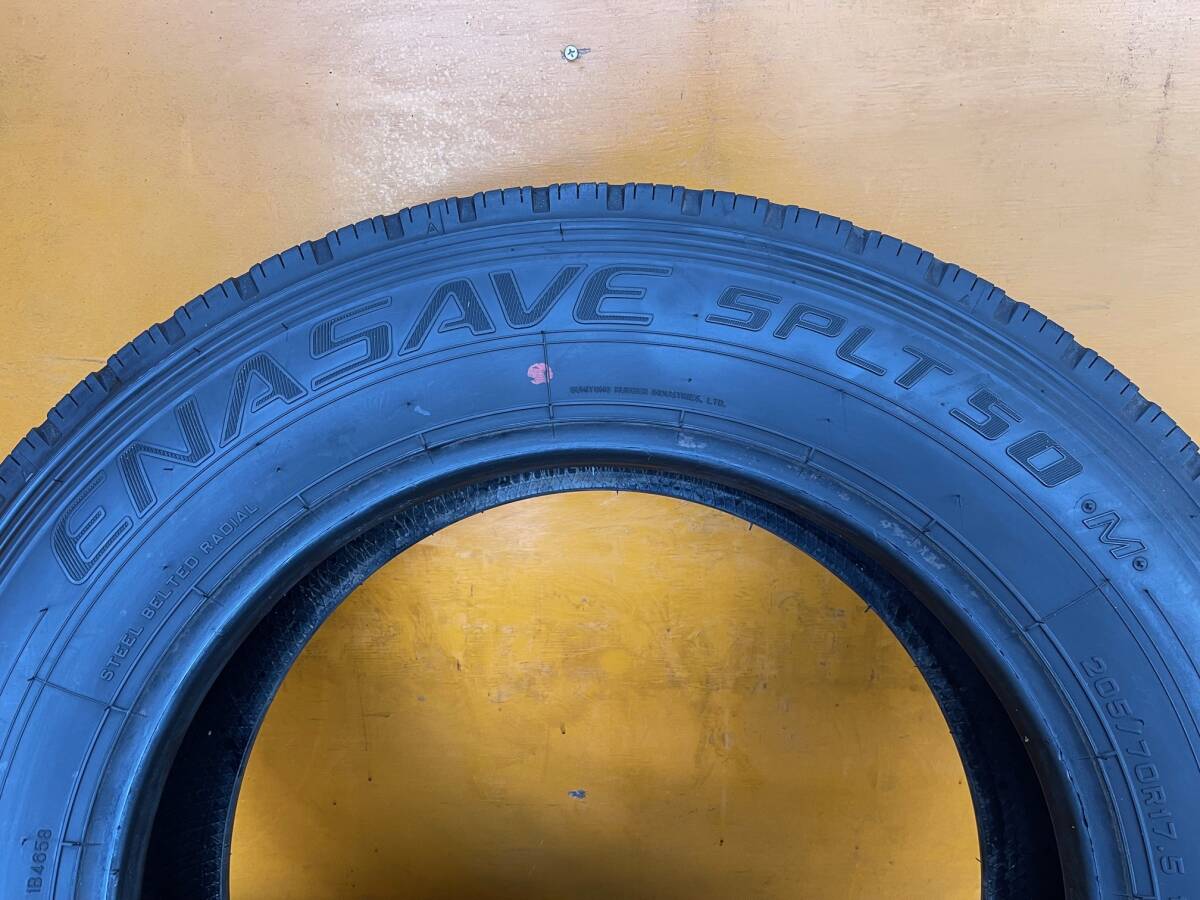 ENASAVE SPLT50 •M•
SUMITOMO RUBBER INDUSTRIES, LTD.
STEEL BELTED RADIAL
205/70R17.5
1B4658
A
A